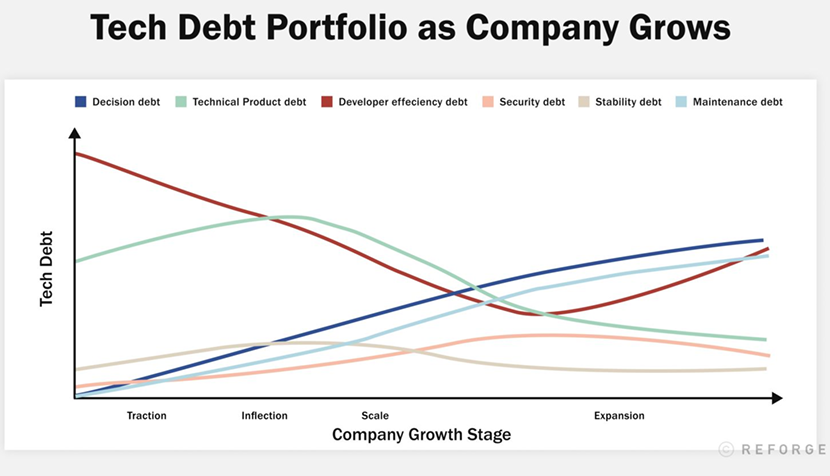 Tech Debt Portfolio as Company Grows
Decision debt Technical Product debt Developer effeciency debt Security debt Stability debt Maintenance debt
Tech Debt
Traction Inflection Scale Expansion
Company Growth Stage
© REFORGE